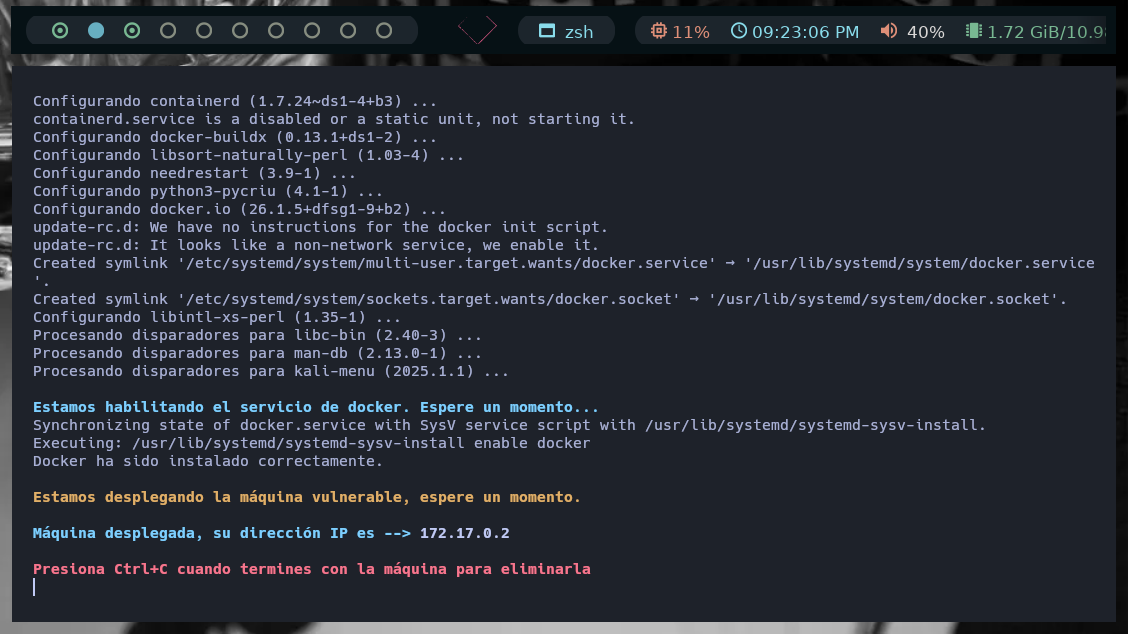 zsh
11%
09:23:06 PM
40%
1.72 GiB/10.9
Configurando containerd (1.7.24~ds1-4+b3) ...
containerd.service is a disabled or a static unit, not starting it.
Configurando docker-buildx (0.13.1+ds1-2) ...
Configurando libsort-naturally-perl (1.03-4) ...
Configurando needrestart (3.9-1) ...
Configurando python3-pycriu (4.1-1) ...
Configurando docker.io (26.1.5+dfsg1-9+b2) ...
update-rc.d: We have no instructions for the docker init script.
update-rc.d: It looks like a non-network service, we enable it.
Created symlink '/etc/systemd/system/multi-user.target.wants/docker.service' → '/usr/lib/systemd/system/docker.service
'.
Created symlink '/etc/systemd/system/sockets.target.wants/docker.socket' → '/usr/lib/systemd/system/docker.socket'.
Configurando libintl-xs-perl (1.35-1) ...
Procesando disparadores para libc-bin (2.40-3) ...
Procesando disparadores para man-db (2.13.0-1) ...
Procesando disparadores para kali-menu (2025.1.1) ...
Estamos habilitando el servicio de docker. Espere un momento...
Synchronizing state of docker.service with SysV service script with /usr/lib/systemd/systemd-sysv-install.
Executing: /usr/lib/systemd/systemd-sysv-install enable docker
Docker ha sido instalado correctamente.
Estamos desplegando la máquina vulnerable, espere un momento.
Máquina desplegada, su dirección IP es --> 172.17.0.2
Presiona Ctrl+C cuando termines con la máquina para eliminarla